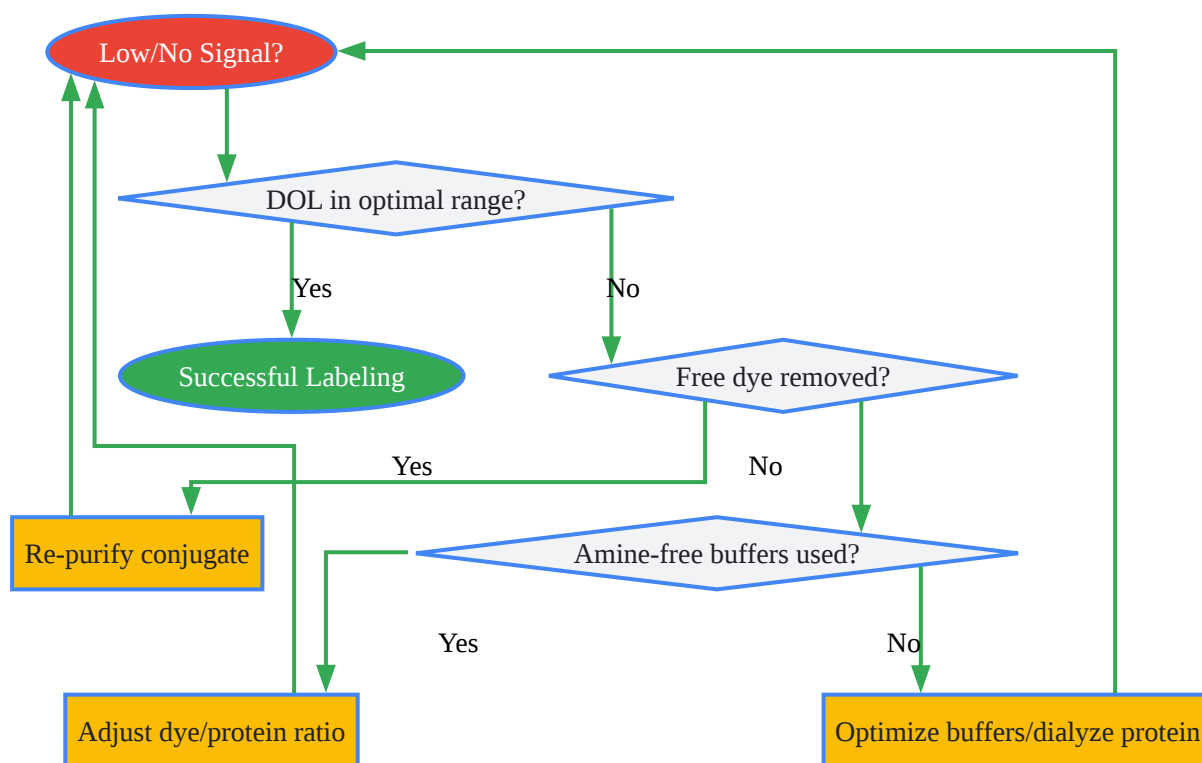 Low/No Signal?
DOL in optimal range?
Yes
No
Successful Labeling
Free dye removed?
Yes
No
Re-purify conjugate
Amine-free buffers used?
Yes
No
Adjust dye/protein ratio
Optimize buffers/dialyze protein